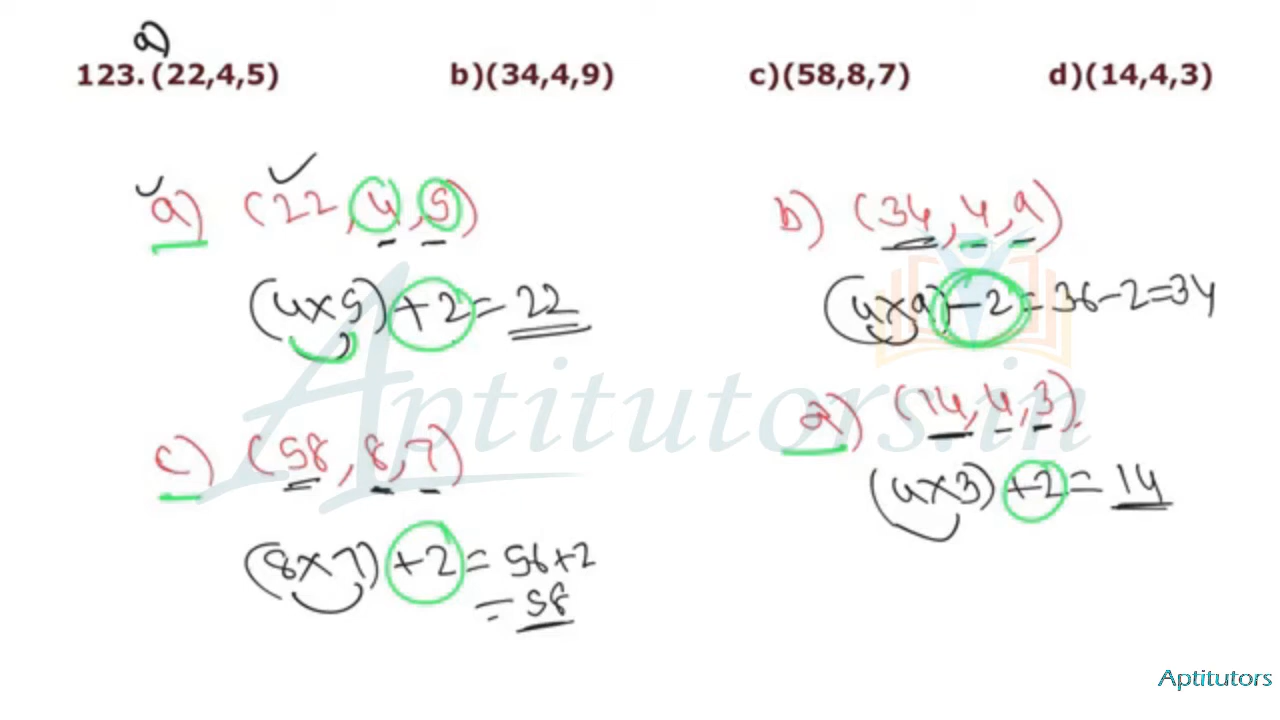 a)
123. (22,4,5) b)(34,4,9) c)(58,8,7) d)(14,4,3)
a) (22, 4, 5)
(4×5) +2 = 22
b) (34, 4, 9)
(4×9) -2 = 36-2=34
c) (58, 8, 7)
(8×7) +2 = 56+2
= 58
d) (14, 4, 3).
(4×3) +2 = 14
Aptitutors.in
Aptitutors